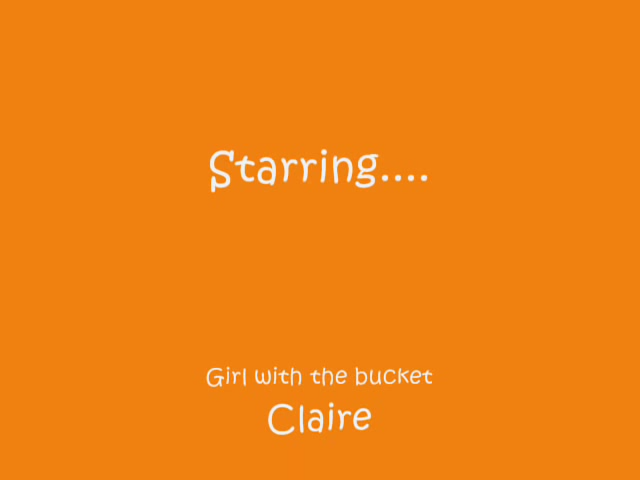 Starring....
Girl with the bucket
Claire